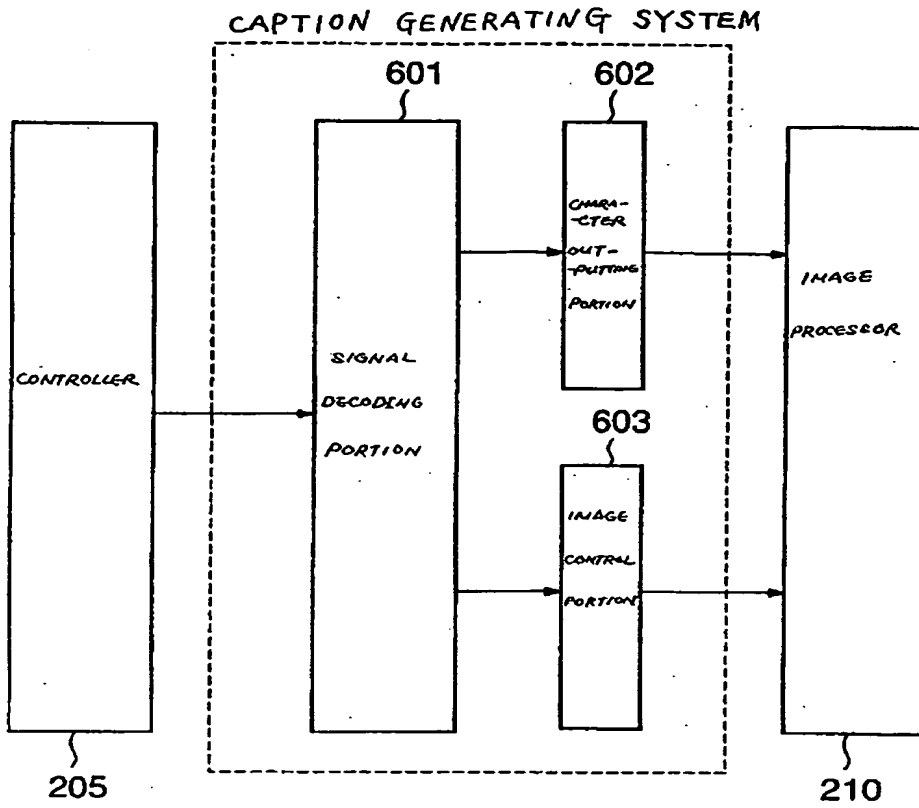 CAPTION GENERATING SYSTEM
601
602
CHARA-
-CTER
OUT-
-PUTTING
PORTION
CONTROLLER
SIGNAL
DECODING
PORTION
603
IMAGE
CONTROL
PORTION
IMAGE
PROCESSOR
205
210